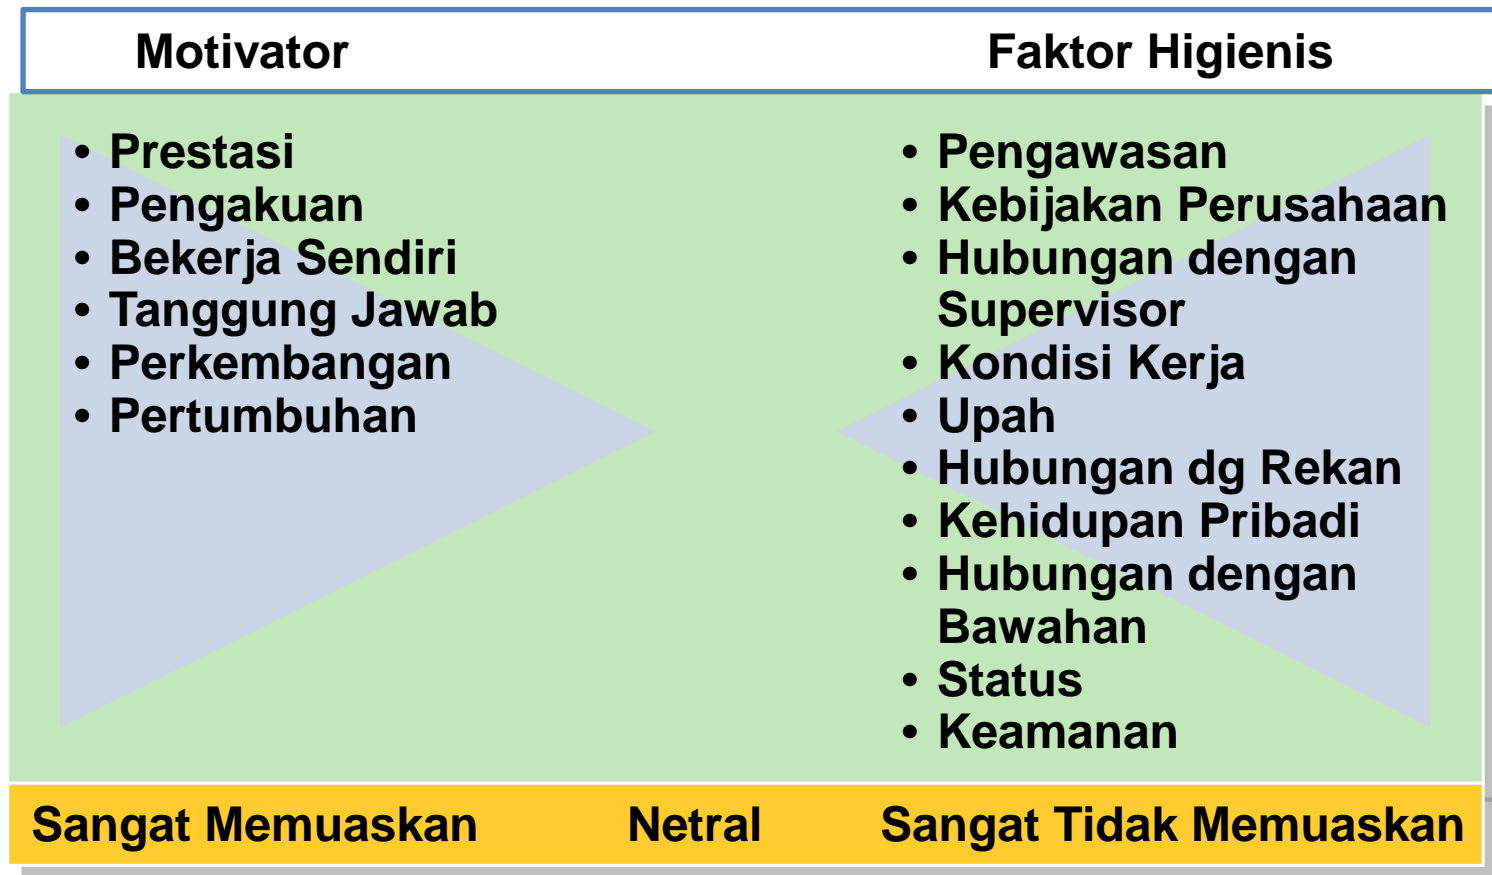 Motivator
Faktor Higienis
• Prestasi
• Pengakuan
• Bekerja Sendiri
• Tanggung Jawab
• Perkembangan
• Pertumbuhan
• Pengawasan
• Kebijakan Perusahaan
• Hubungan dengan
Supervisor
• Kondisi Kerja
• Upah
• Hubungan dg Rekan
• Kehidupan Pribadi
• Hubungan dengan
Bawahan
• Status
• Keamanan
Sangat Memuaskan
Netral
Sangat Tidak Memuaskan